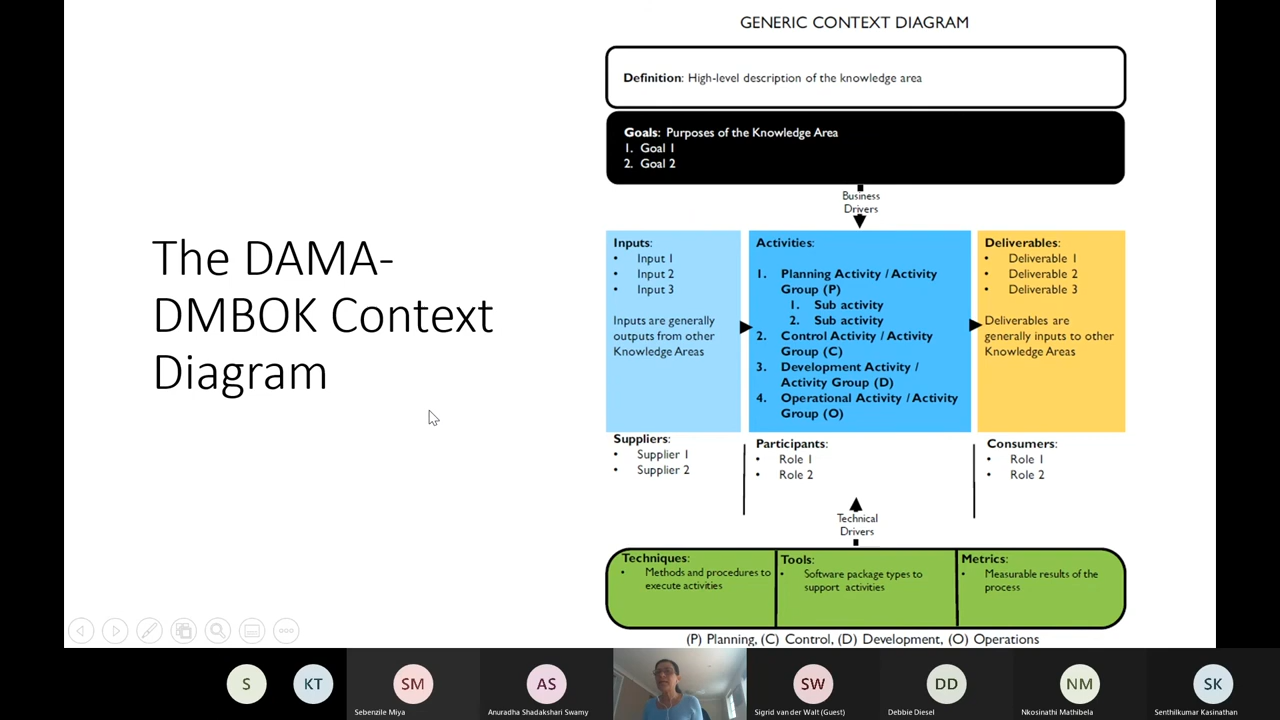 The DAMA-
DMBOK Context
Diagram
GENERIC CONTEXT DIAGRAM
Definition: High-level description of the knowledge area
Goals: Purposes of the Knowledge Area
1. Goal 1
2. Goal 2
Business
Drivers
Inputs:
• Input 1
• Input 2
• Input 3
Inputs are generally
outputs from other
Knowledge Areas
Activities:
1. Planning Activity / Activity
Group (P)
1. Sub activity
2. Sub activity
2. Control Activity / Activity
Group (C)
3. Development Activity /
Activity Group (D)
4. Operational Activity / Activity
Group (O)
Deliverables:
• Deliverable 1
• Deliverable 2
• Deliverable 3
Deliverables are
generally inputs to other
Knowledge Areas
Suppliers:
• Supplier 1
• Supplier 2
Participants:
• Role 1
• Role 2
Consumers:
• Role 1
• Role 2
Technical
Drivers
Techniques:
• Methods and procedures to
execute activities
Tools:
• Software package types to
support activities
Metrics:
• Measurable results of the
process
(P) Planning, (C) Control, (D) Development, (O) Operations
S
KT
SM
Sebenzile Miya
AS
Anuradha Shadakshari Swamy
SW
Sigrid van der Walt (Guest)
DD
Debbie Diesel
NM
Nkosinathi Mathibela
SK
Senthilkumar Kasinathan